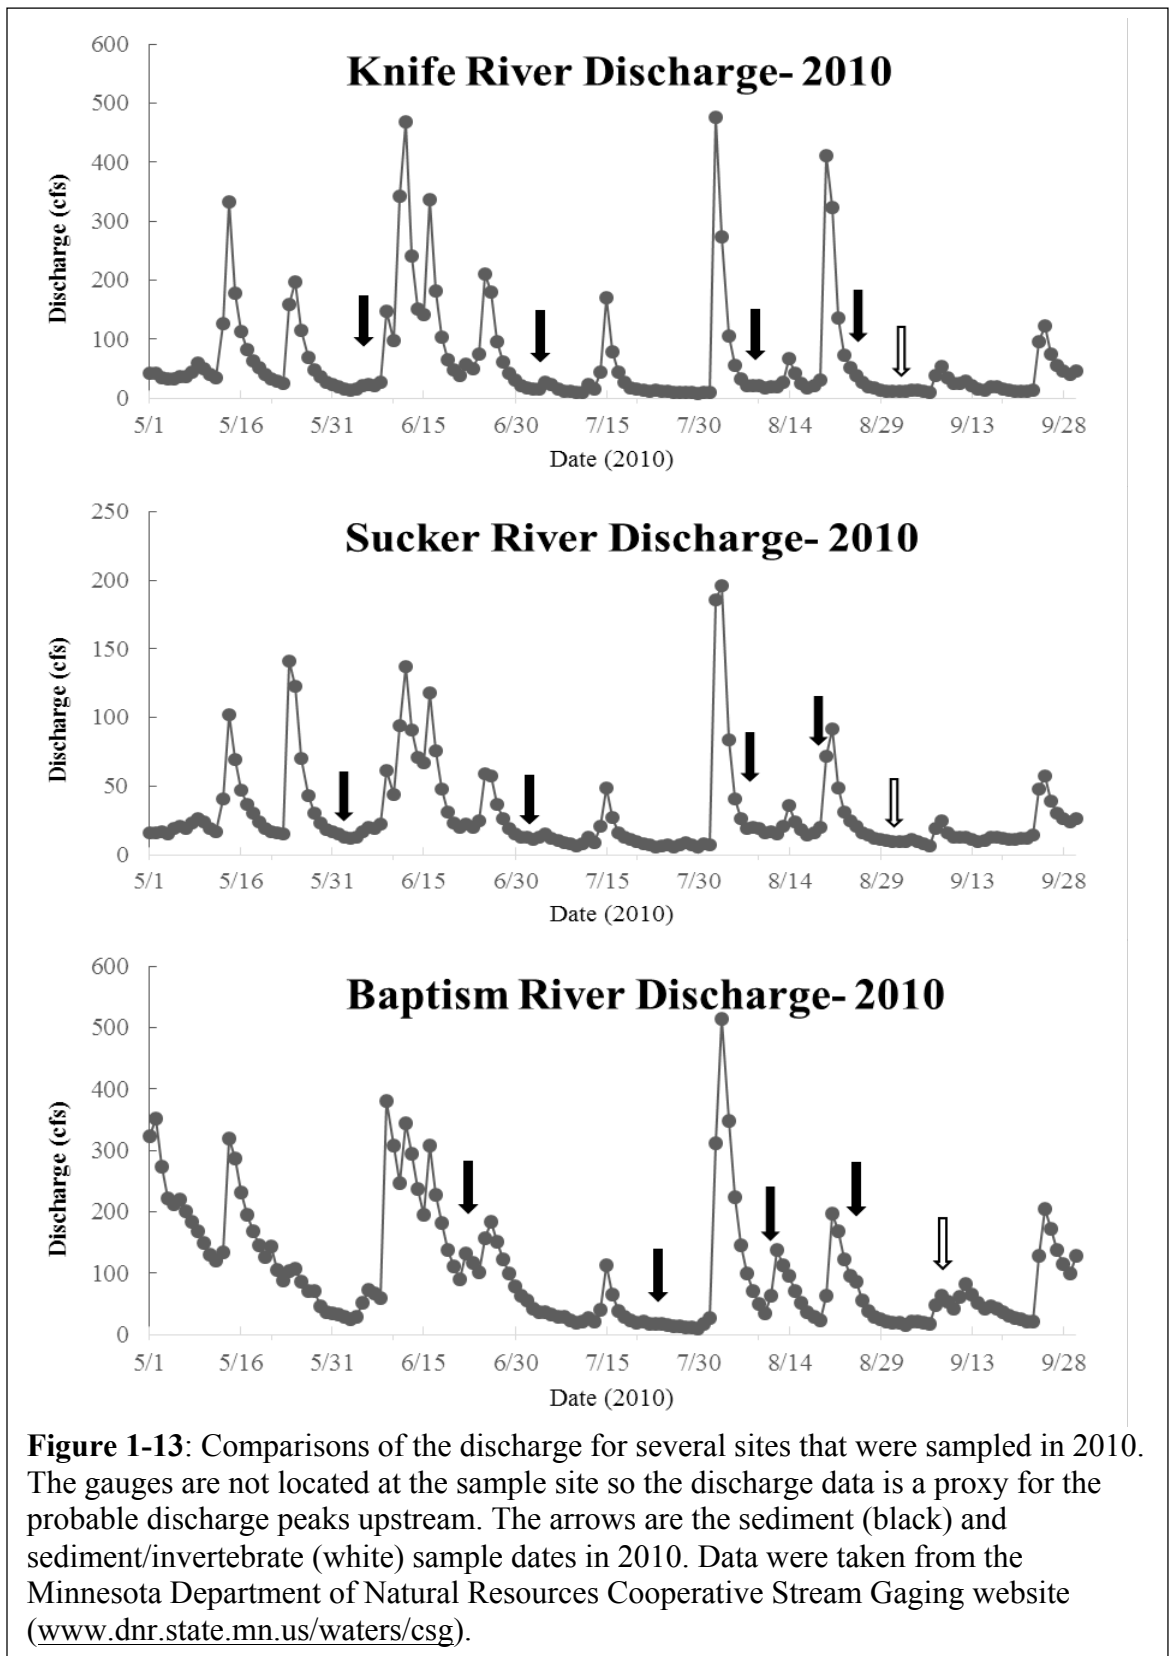 Knife River Discharge- 2010
600
500
400
300
200
100
0
Discharge (cfs)
5/1 5/16 5/31 6/15 6/30 7/15 7/30 8/14 8/29 9/13 9/28
Date (2010)
Sucker River Discharge- 2010
250
200
150
100
50
0
Discharge (cfs)
5/1 5/16 5/31 6/15 6/30 7/15 7/30 8/14 8/29 9/13 9/28
Date (2010)
Baptism River Discharge- 2010
600
500
400
300
200
100
0
Discharge (cfs)
5/1 5/16 5/31 6/15 6/30 7/15 7/30 8/14 8/29 9/13 9/28
Date (2010)
Figure 1-13: Comparisons of the discharge for several sites that were sampled in 2010.
The gauges are not located at the sample site so the discharge data is a proxy for the
probable discharge peaks upstream. The arrows are the sediment (black) and
sediment/invertebrate (white) sample dates in 2010. Data were taken from the
Minnesota Department of Natural Resources Cooperative Stream Gaging website
(www.dnr.state.mn.us/waters/csg).